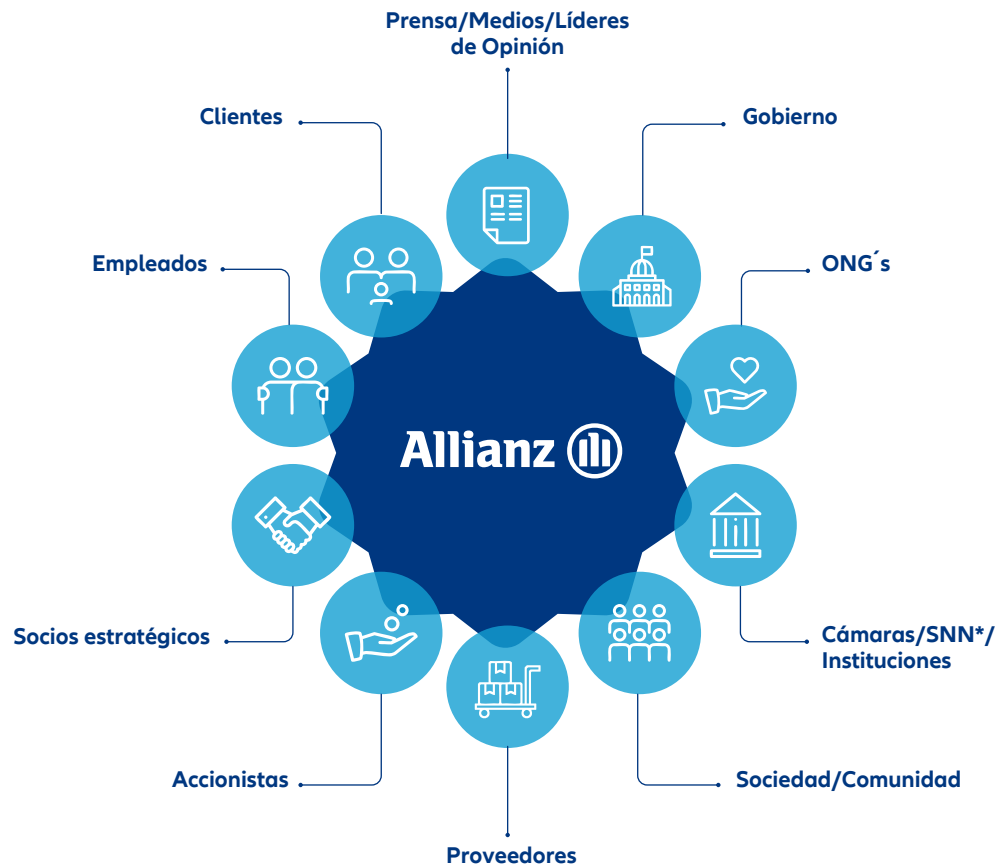 Prensa/Medios/Líderes
de Opinión
Clientes
Gobierno
Empleados
ONG´s
Allianz
Socios estratégicos
Cámaras/SNN*/
Instituciones
Accionistas
Sociedad/Comunidad
Proveedores